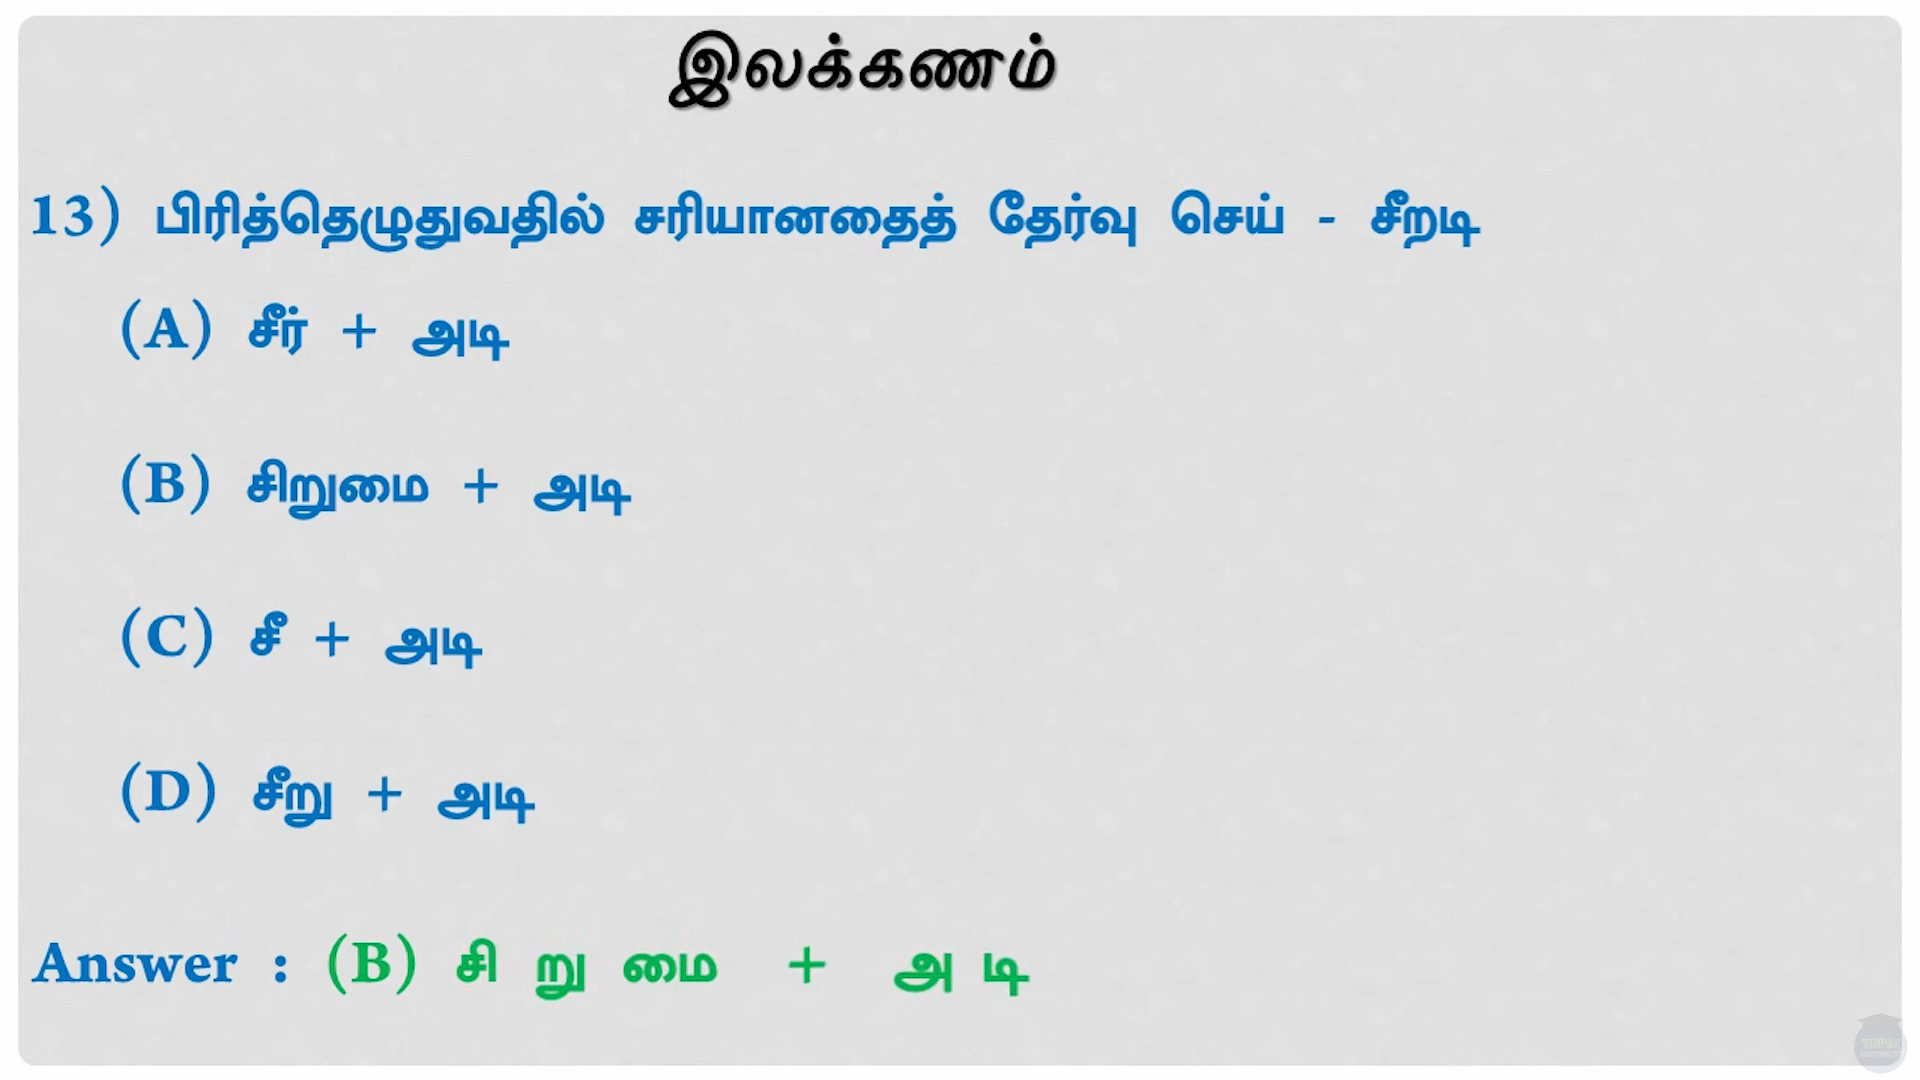 இலக்கணம்
13) பிரித்தெழுதுவதில் சரியானதைத் தேர்வு செய் - சீறடி
(A) சீர் + அடி
(B) சிறுமை + அடி
(C) சீ + அடி
(D) சீறு + அடி
Answer : (B) சி று மை + அ டி